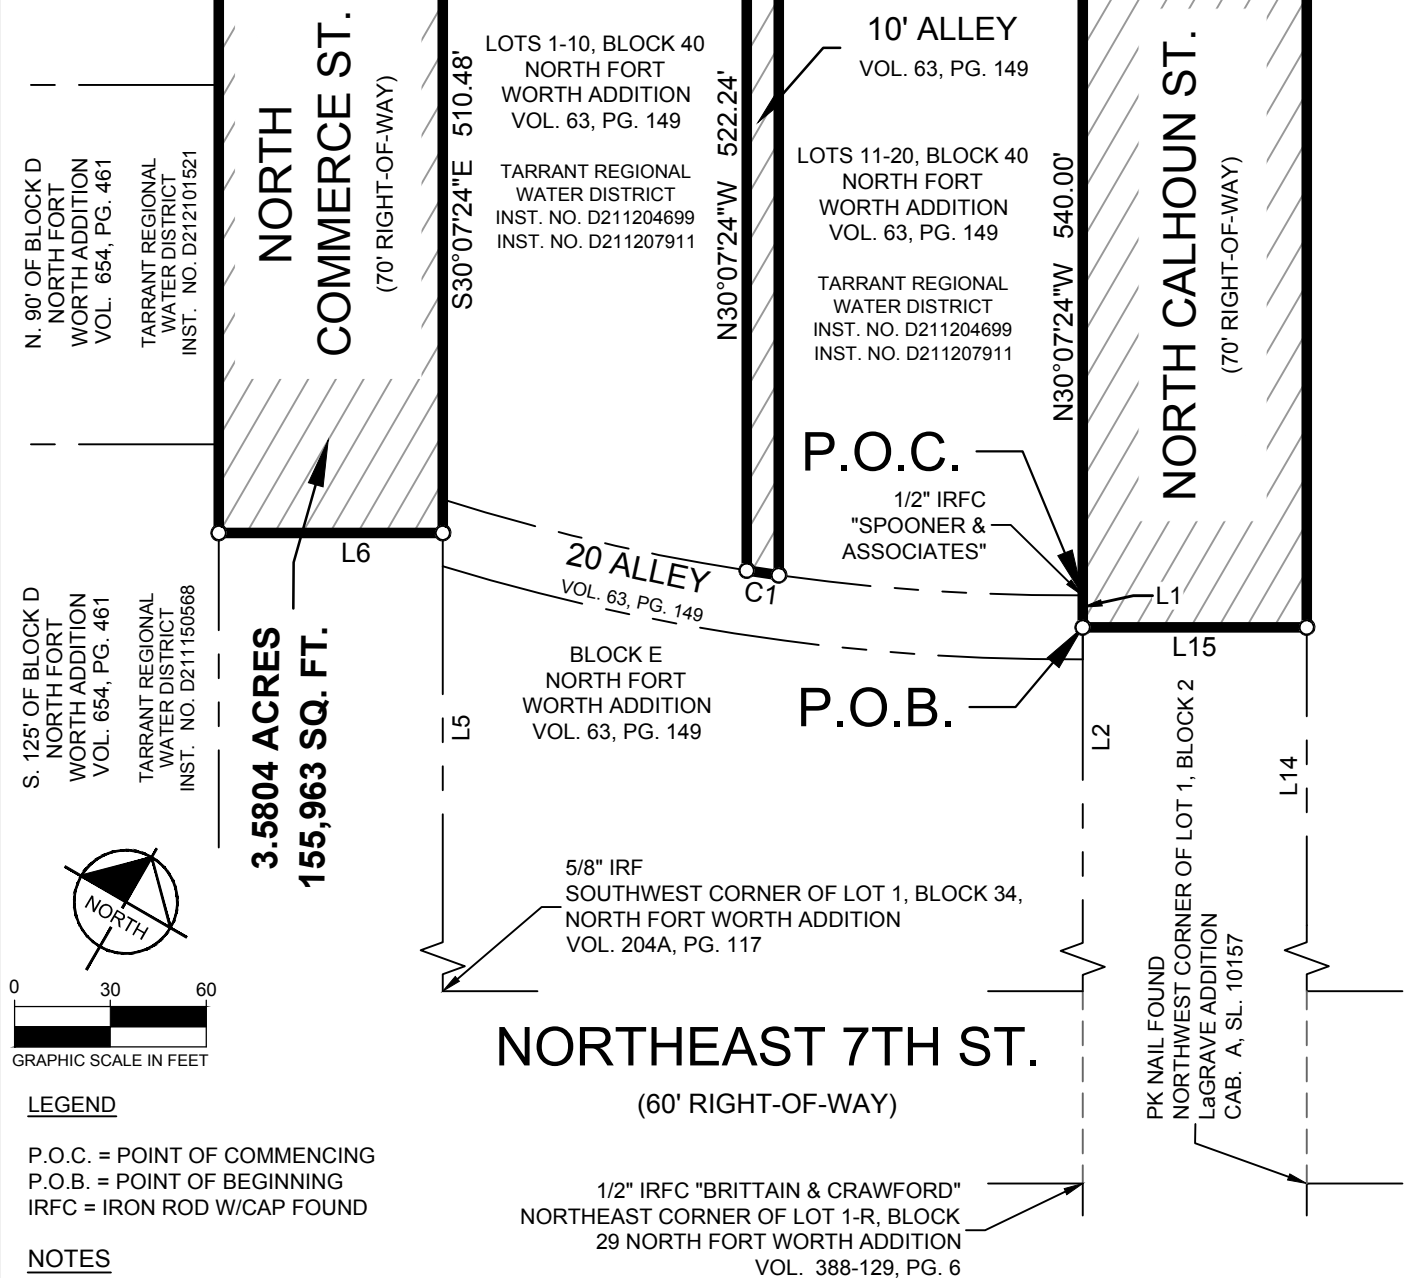 N. 90' OF BLOCK D
NORTH FORT
WORTH ADDITION
VOL. 654, PG. 461
TARRANT REGIONAL
WATER DISTRICT
INST. NO. D212101521
NORTH
COMMERCE ST.
(70' RIGHT-OF-WAY)
S30°07'24"E 510.48'
LOTS 1-10, BLOCK 40
NORTH FORT
WORTH ADDITION
VOL. 63, PG. 149
TARRANT REGIONAL
WATER DISTRICT
INST. NO. D211204699
INST. NO. D211207911
N30°07'24"W 522.24'
10' ALLEY
VOL. 63, PG. 149
LOTS 11-20, BLOCK 40
NORTH FORT
WORTH ADDITION
VOL. 63, PG. 149
TARRANT REGIONAL
WATER DISTRICT
INST. NO. D211204699
INST. NO. D211207911
N30°07'24"W 540.00'
NORTH CALHOUN ST.
(70' RIGHT-OF-WAY)
P.O.C.
1/2" IRFC
"SPOONER &
ASSOCIATES"
L6
20 ALLEY
VOL. 63, PG. 149
C1
L1
L15
S. 125' OF BLOCK D
NORTH FORT
WORTH ADDITION
VOL. 654, PG. 461
TARRANT REGIONAL
WATER DISTRICT
INST. NO. D211150568
3.5804 ACRES
155,963 SQ. FT.
L5
BLOCK E
NORTH FORT
WORTH ADDITION
VOL. 63, PG. 149
P.O.B.
L2
L14
PK NAIL FOUND
NORTHWEST CORNER OF LOT 1, BLOCK 2
LaGRAVE ADDITION
CAB. A, SL. 10157
NORTH
5/8" IRF
SOUTHWEST CORNER OF LOT 1, BLOCK 34,
NORTH FORT WORTH ADDITION
VOL. 204A, PG. 117
0 30 60
GRAPHIC SCALE IN FEET
NORTHEAST 7TH ST.
(60' RIGHT-OF-WAY)
LEGEND
P.O.C. = POINT OF COMMENCING
P.O.B. = POINT OF BEGINNING
IRFC = IRON ROD W/CAP FOUND
1/2" IRFC "BRITTAIN & CRAWFORD"
NORTHEAST CORNER OF LOT 1-R, BLOCK
29 NORTH FORT WORTH ADDITION
VOL. 388-129, PG. 6
NOTES